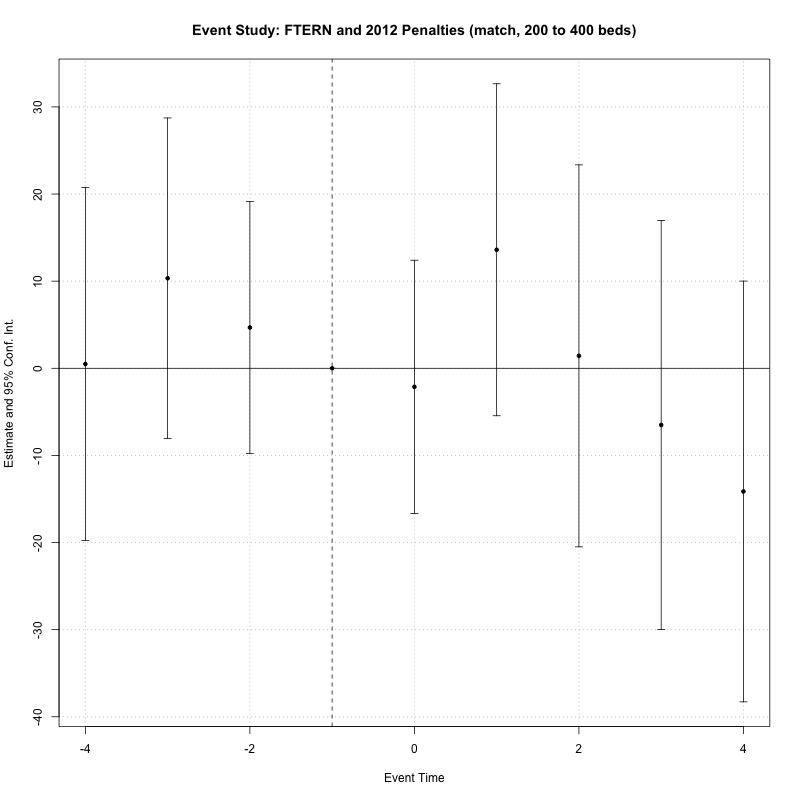 Event Study: FTERN and 2012 Penalties (match, 200 to 400 beds)
Estimate and 95% Conf. Int.
30
20
10
0
-10
-20
-30
-40
-4 -2 0 2 4
Event Time